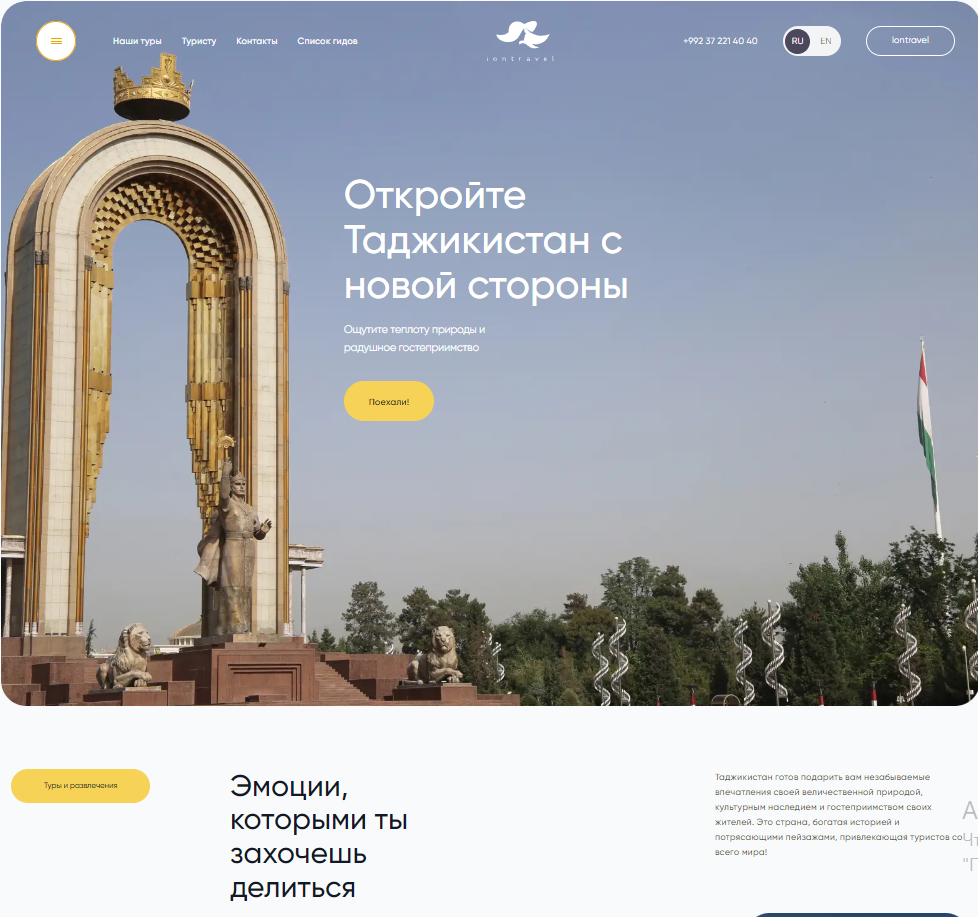 Наши туры
Туристу
Контакты
Список гидов
iontravel
+992 37 221 40 40
RU
EN
Iontravel
Откройте
Таджикистан с
новой стороны
Ощутите теплоту природы и
радушное гостеприимство
Поехали!
Туры и развлечения
Эмоции,
которыми ты
захочешь
делиться
Таджикистан готов подарить вам незабываемые
впечатления своей величественной природой,
культурным наследием и гостеприимством своих
жителей. Это страна, богатая историей и
потрясающими пейзажами, привлекающая туристов со
всего мира!